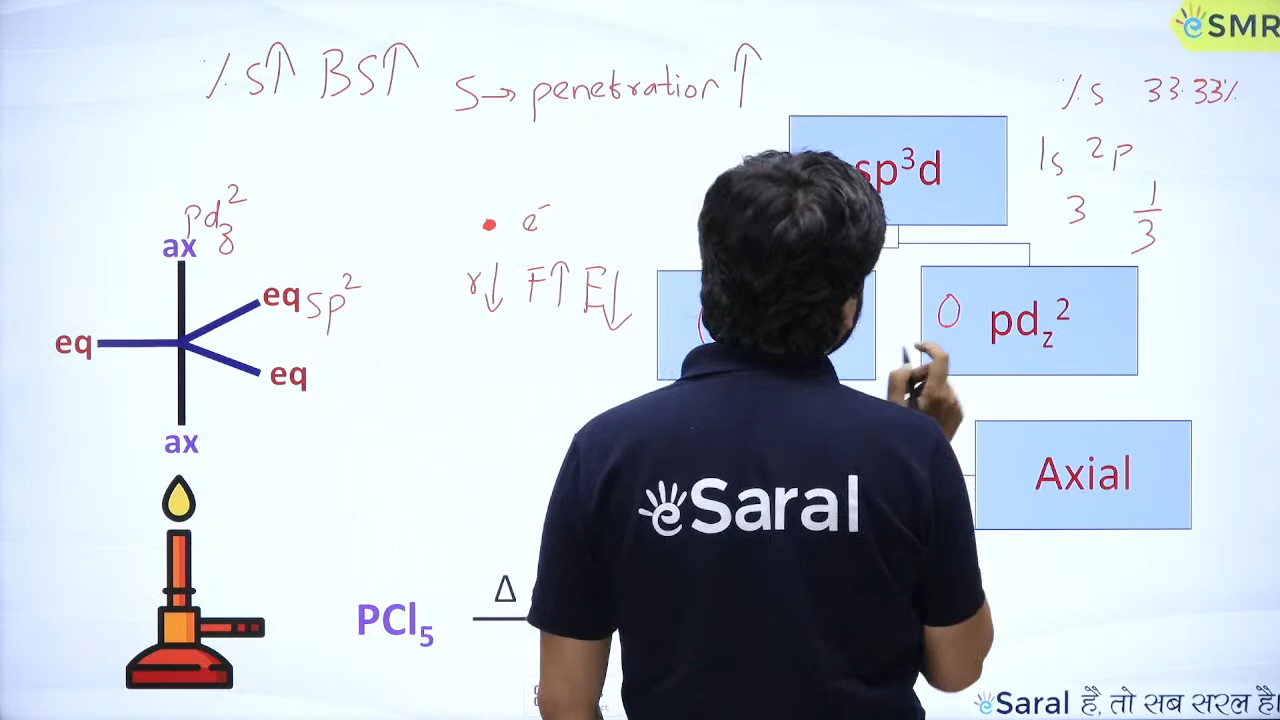 eSMR
%s↑ BS↑ s→ penetration ↑
%s 33.33%
sp³d
1s 2p
3 1/3
pd_z²
ax
• e⁻
r↓ F↑ E↓
eq sp²
eq
eq
ax
0 pd_z²
Axial
eSaral
PCl₅ Δ
eSaral है, तो सब सरल है।